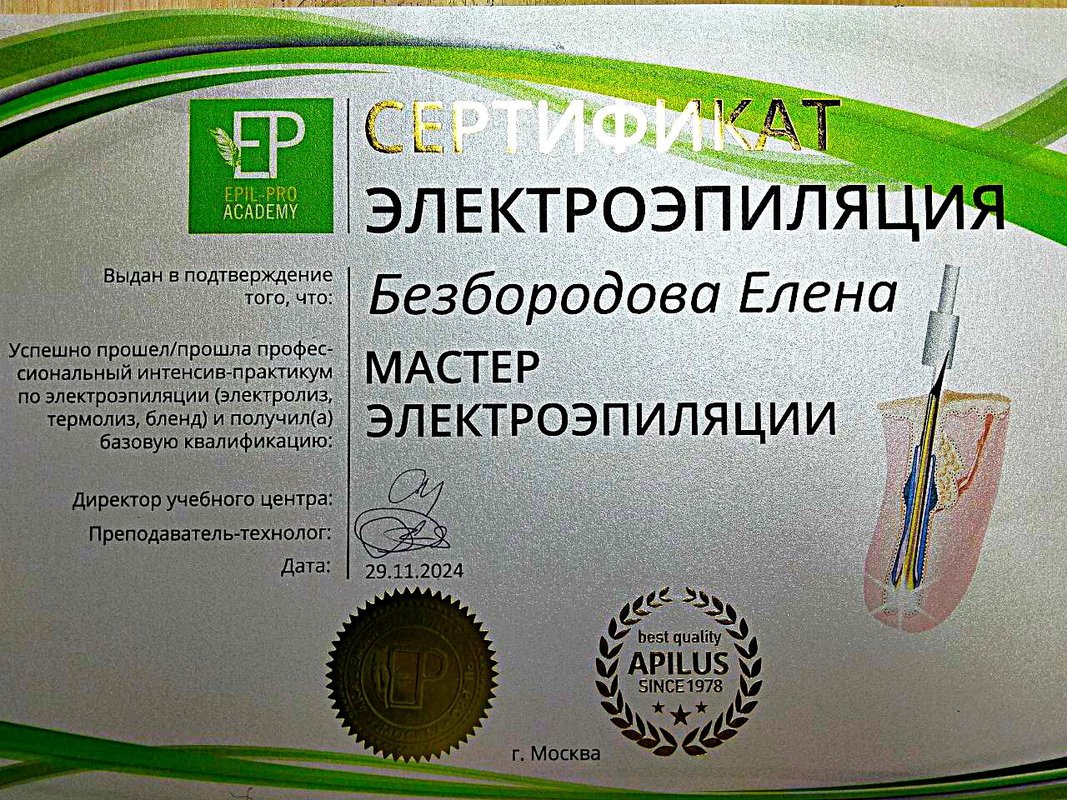 EP
EPIL-PRO
ACADEMY
СЕРТИФИКАТ
ЭЛЕКТРОЭПИЛЯЦИЯ
Выдан в подтверждение
того, что:
Безбородова Елена
Успешно прошел/прошла профес-
сиональный интенсив-практикум
по электроэпиляции (электролиз,
термолиз, бленд) и получил(а)
базовую квалификацию:
МАСТЕР
ЭЛЕКТРОЭПИЛЯЦИИ
Директор учебного центра:
Преподаватель-технолог:
Дата:
29.11.2024
EP
best quality
APILUS
SINCE 1978
г. Москва